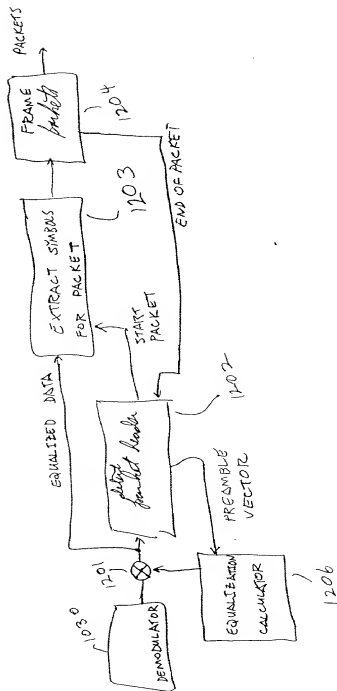 1030
DEMODULATOR
1201
EQUALIZED DATA
detect
packet header
1202
PREAMBLE
VECTOR
EQUALIZATION
CALCULATOR
1206
START
PACKET
EXTRACT SYMBOLS
FOR PACKET
1203
END OF PACKET
FRAME
packets
1204
PACKETS